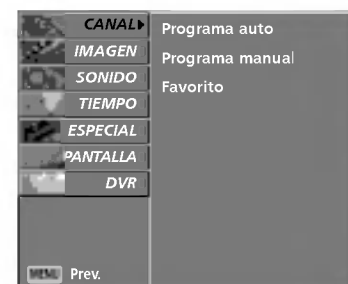 CANAL
IMAGEN
SONIDO
TIEMPO
ESPECIAL
PANTALLA
DVR
Programa auto
Programa manual
Favorito
MENU Prev.